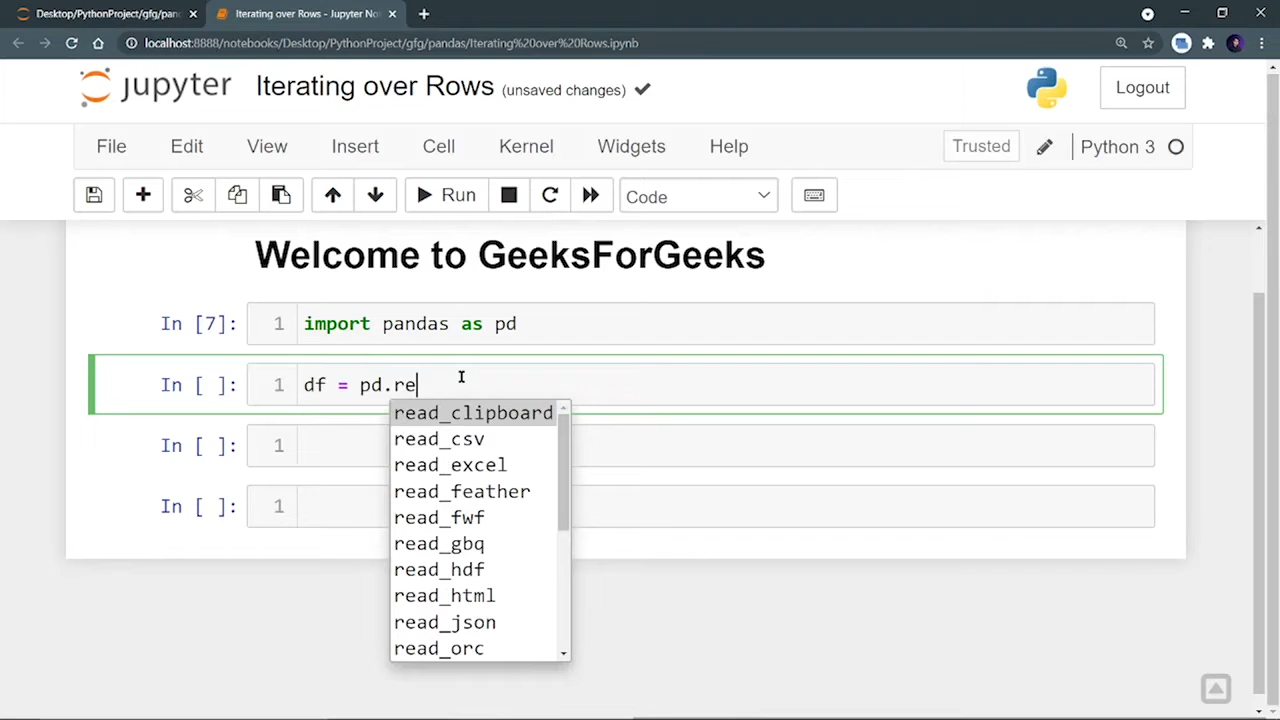 Desktop/PythonProject/gfg/pan
Iterating over Rows - Jupyter No
localhost:8888/notebooks/Desktop/PythonProject/gfg/pandas/Iterating%20over%20Rows.ipynb
jupyter Iterating over Rows (unsaved changes) Logout
File Edit View Insert Cell Kernel Widgets Help Trusted Python 3
Run Code
Welcome to GeeksForGeeks
In [7]: 1 import pandas as pd
In [ ]: 1 df = pd.re
read_clipboard
read_csv
In [ ]: 1
read_excel
read_feather
In [ ]: 1
read_fwf
read_gbq
read_hdf
read_html
read_json
read_orc